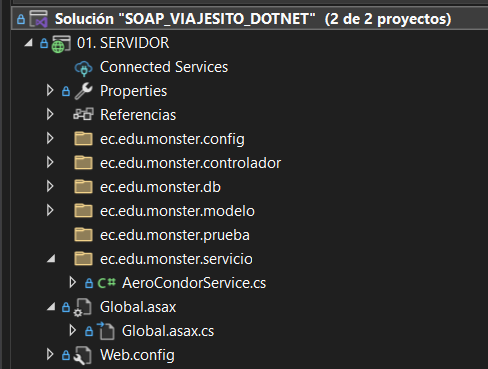 Solución "SOAP_VIAJESITO_DOTNET" (2 de 2 proyectos)
01. SERVIDOR
Connected Services
Properties
Referencias
ec.edu.monster.config
ec.edu.monster.controlador
ec.edu.monster.db
ec.edu.monster.modelo
ec.edu.monster.prueba
ec.edu.monster.servicio
C# AeroCondorService.cs
Global.asax
Global.asax.cs
Web.config